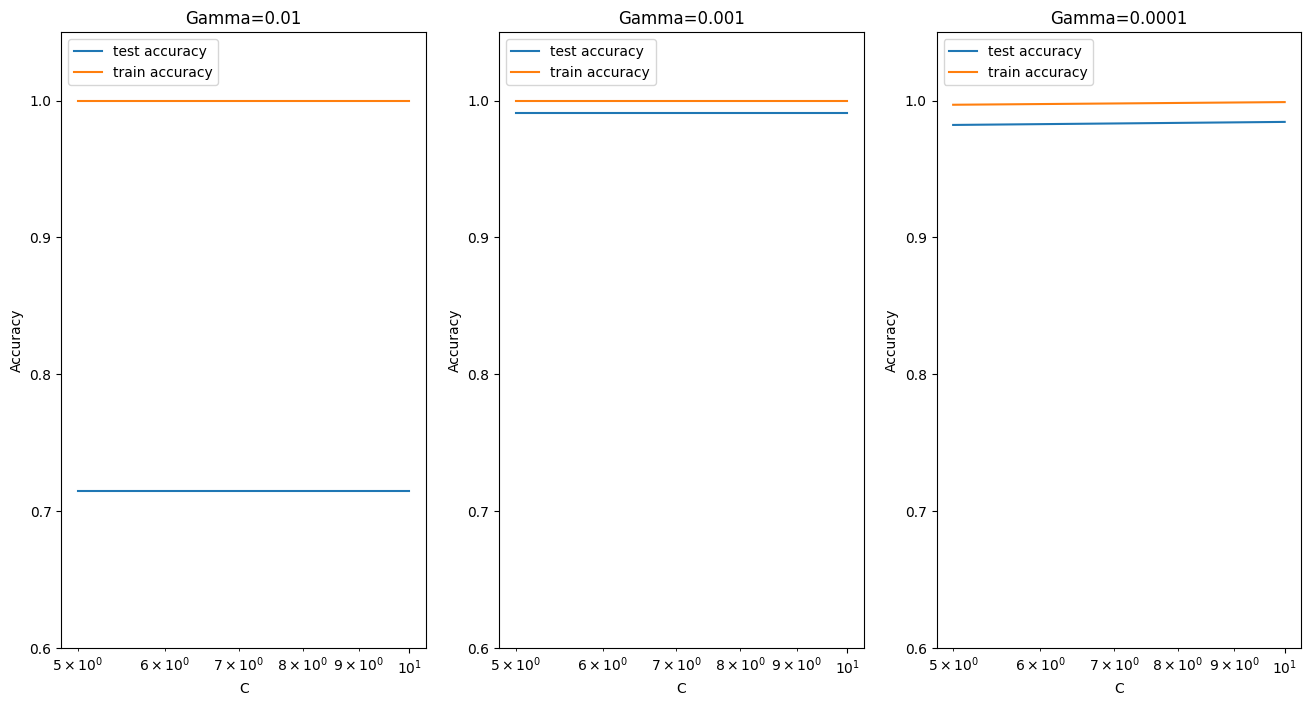 Gamma=0.01
test accuracy
train accuracy
1.0
0.9
0.8
0.7
0.6
Accuracy
5 × 10⁰
6 × 10⁰
7 × 10⁰
8 × 10⁰
9 × 10⁰
10¹
C
Gamma=0.001
test accuracy
train accuracy
1.0
0.9
0.8
0.7
0.6
Accuracy
5 × 10⁰
6 × 10⁰
7 × 10⁰
8 × 10⁰
9 × 10⁰
10¹
C
Gamma=0.0001
test accuracy
train accuracy
1.0
0.9
0.8
0.7
0.6
Accuracy
5 × 10⁰
6 × 10⁰
7 × 10⁰
8 × 10⁰
9 × 10⁰
10¹
C